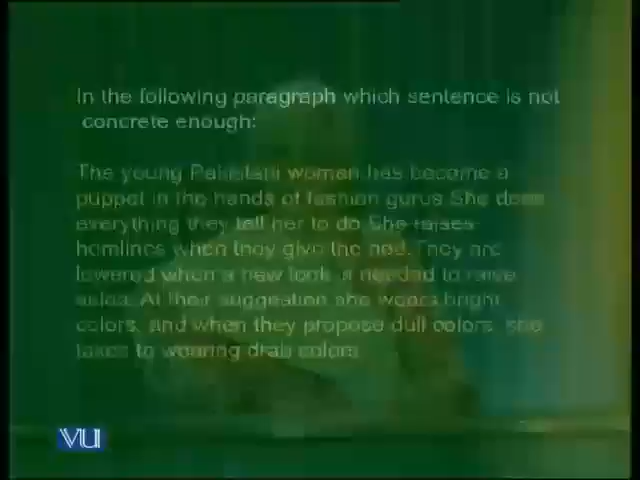 In the following paragraph which sentence is not
concrete enough:
The young Pakistani woman has become a
puppet in the hands of fashion gurus She does
everything they tell her to do She raises
hemlines when they give the nod. They are
lowered when a new look is needed to raise
sales. At their suggestion she wears bright
colors, and when they propose dull colors, she
takes to wearing drab colors
VU